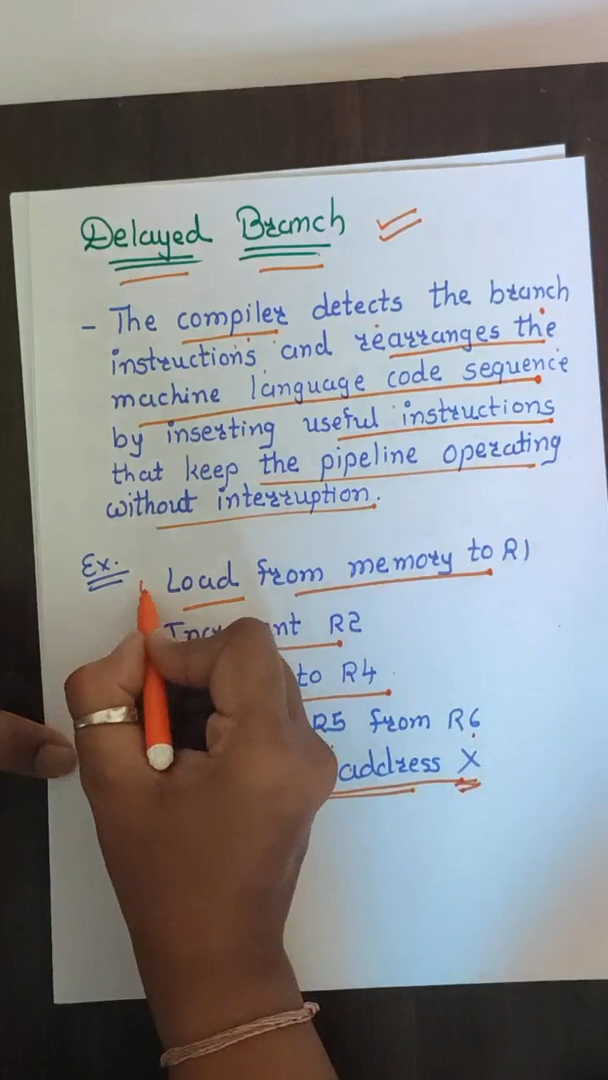 Delayed Branch
- The compiler detects the branch
instructions and rearranges the
machine language code sequence
by inserting useful instructions
that keep the pipeline operating
without interruption.
Ex. Load from memory to R1
R2
to R4
R5 from R6
address X